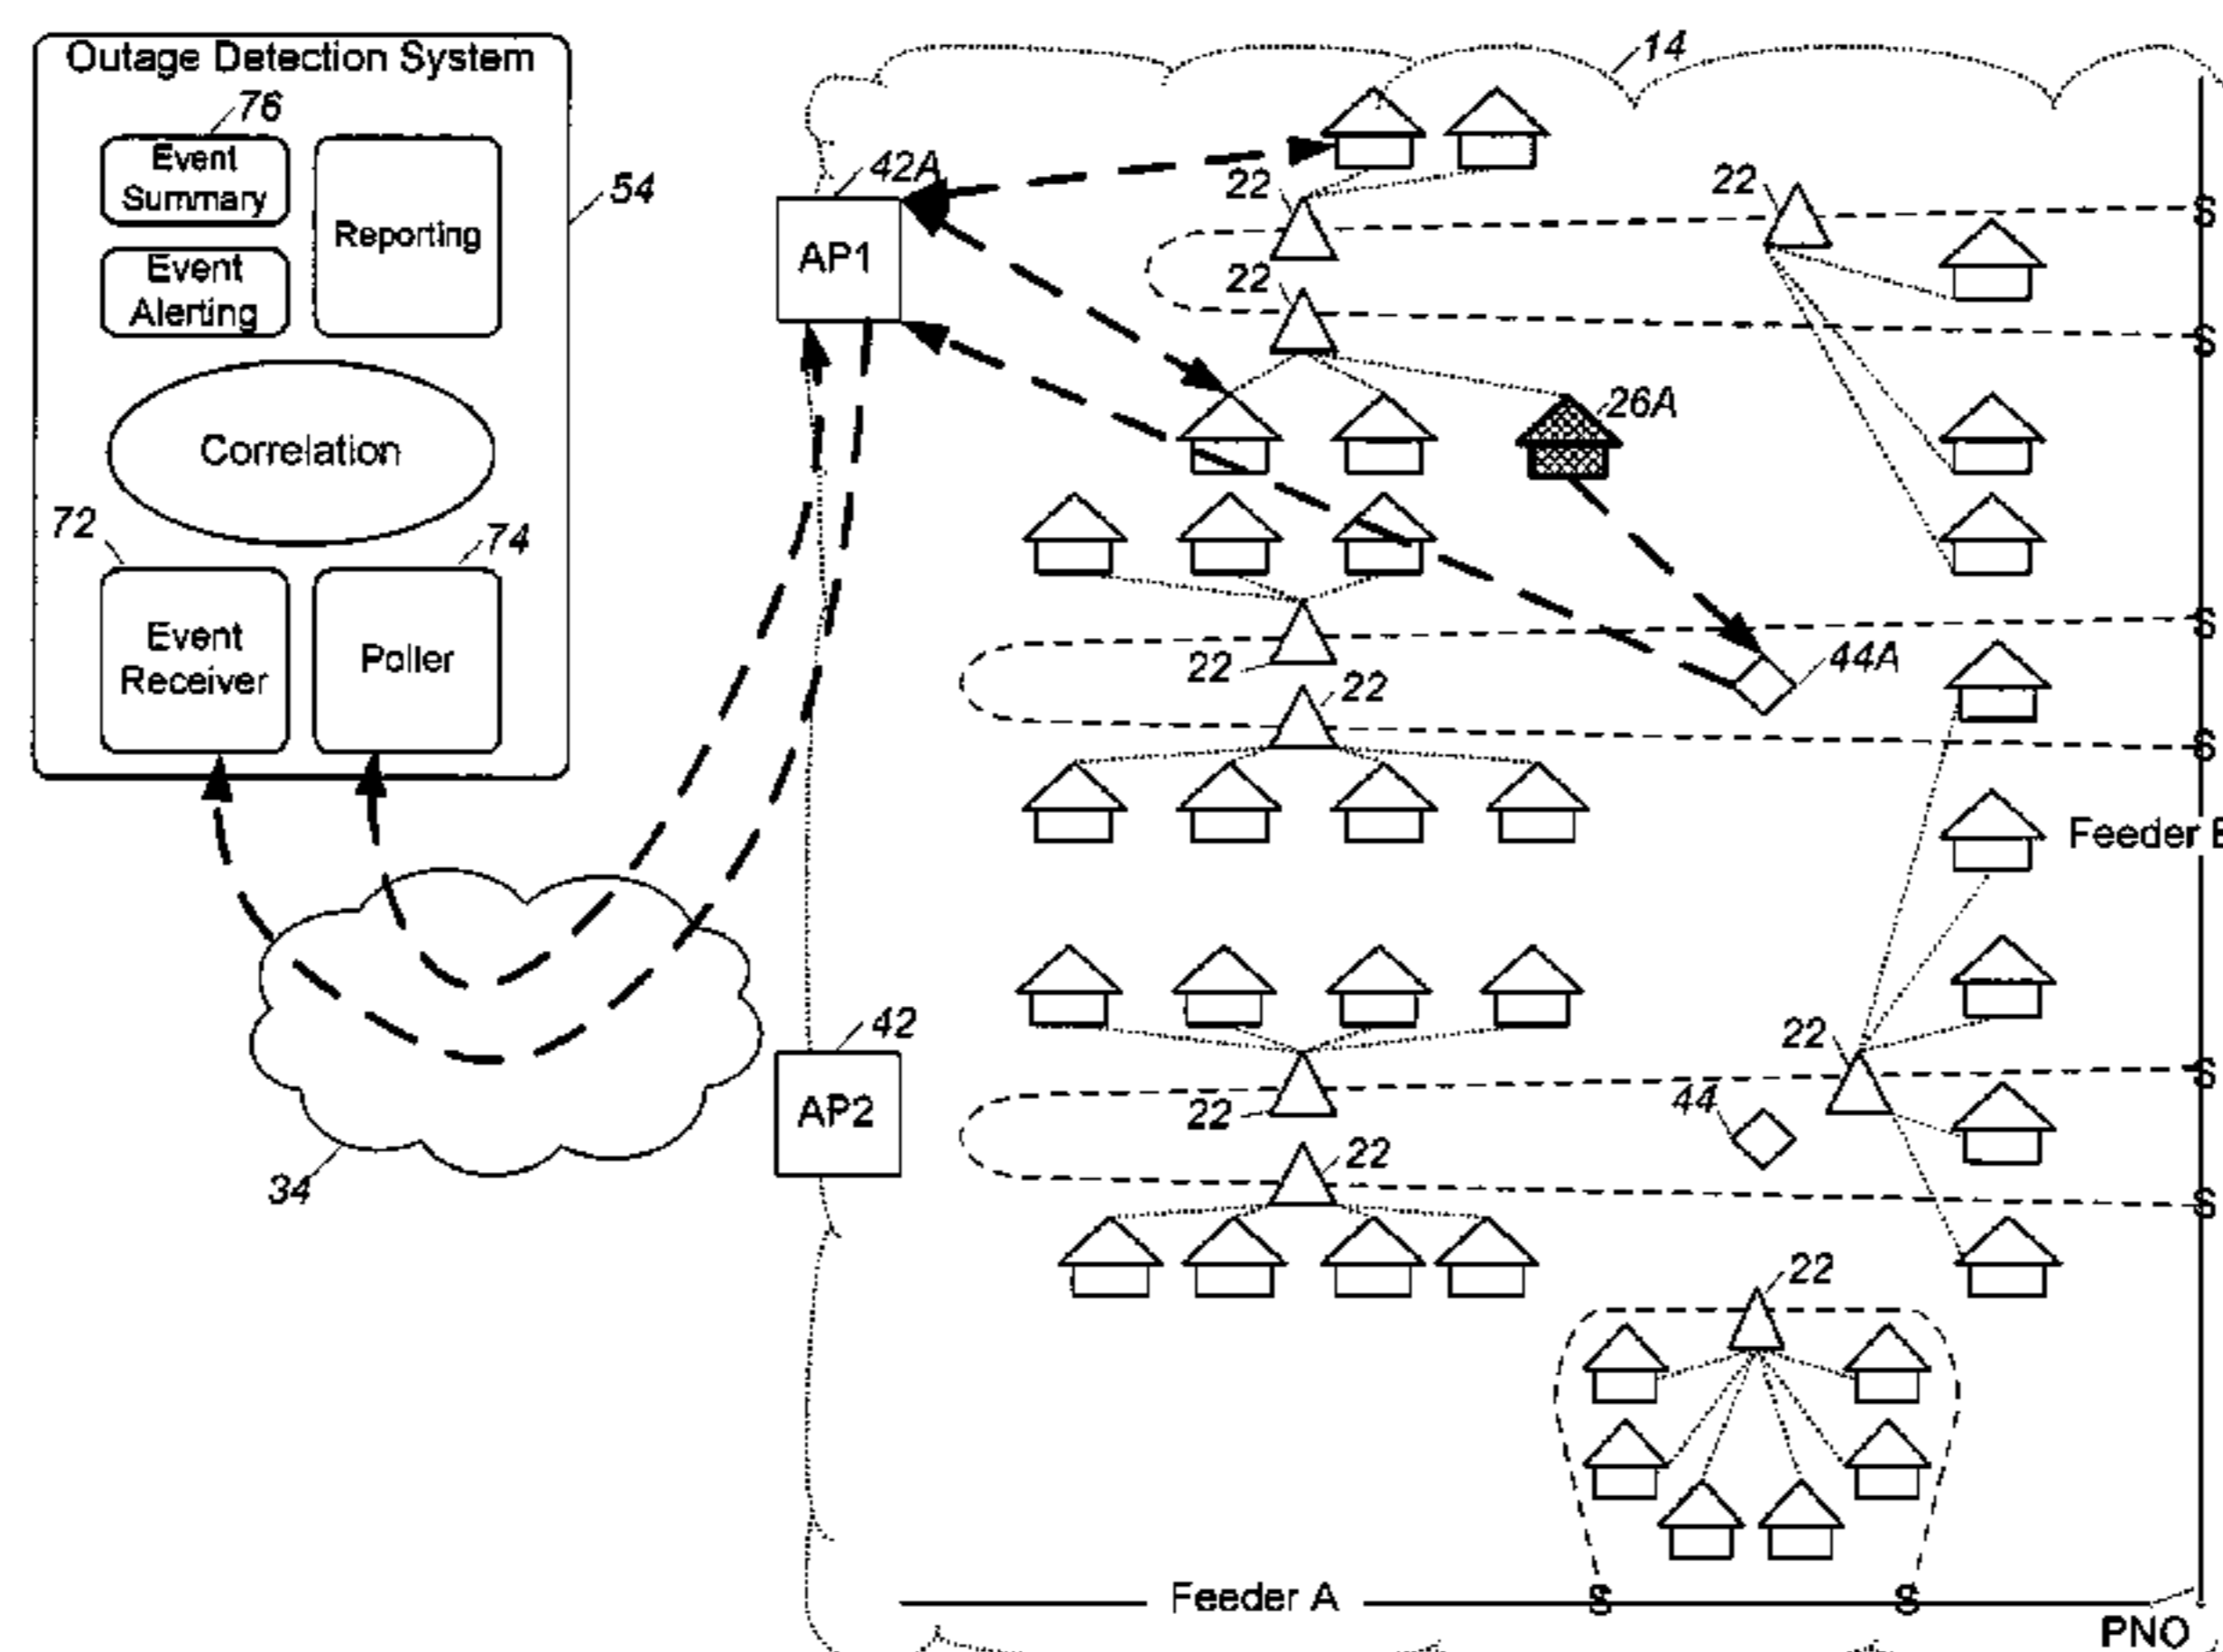 Outage Detection System
76
Event
Summary
Reporting
Event
Alerting
54
Correlation
72
74
Event
Receiver
Poller
34
14
42A
AP1
22
22
22
26A
22
22
44A
Feeder B
42
AP2
22
22
44
22
22
S
S
S
S
S
S
Feeder A
S
S
PNO